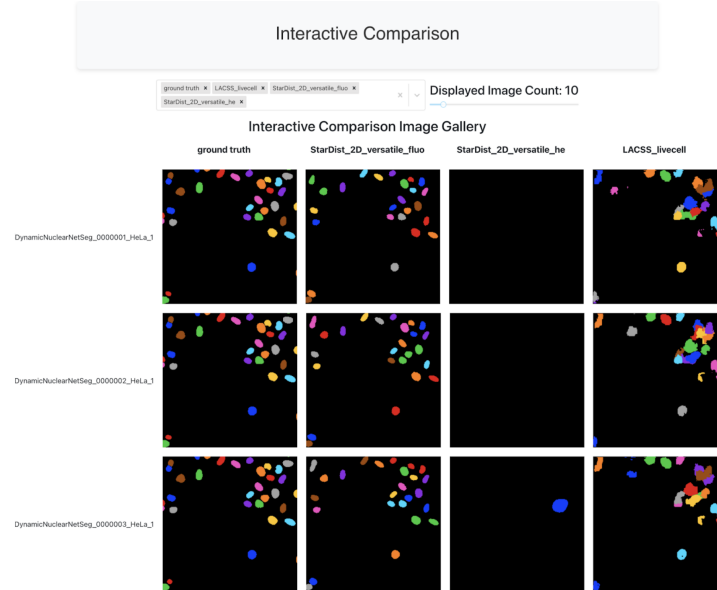 Interactive Comparison
ground truth × LACSS_livecell × StarDist_2D_versatile_fluo ×
StarDist_2D_versatile_he ×
Displayed Image Count: 10
Interactive Comparison Image Gallery
ground truth StarDist_2D_versatile_fluo StarDist_2D_versatile_he LACSS_livecell
DynamicNuclearNetSeg_0000001_HeLa_1
DynamicNuclearNetSeg_0000002_HeLa_1
DynamicNuclearNetSeg_0000003_HeLa_1